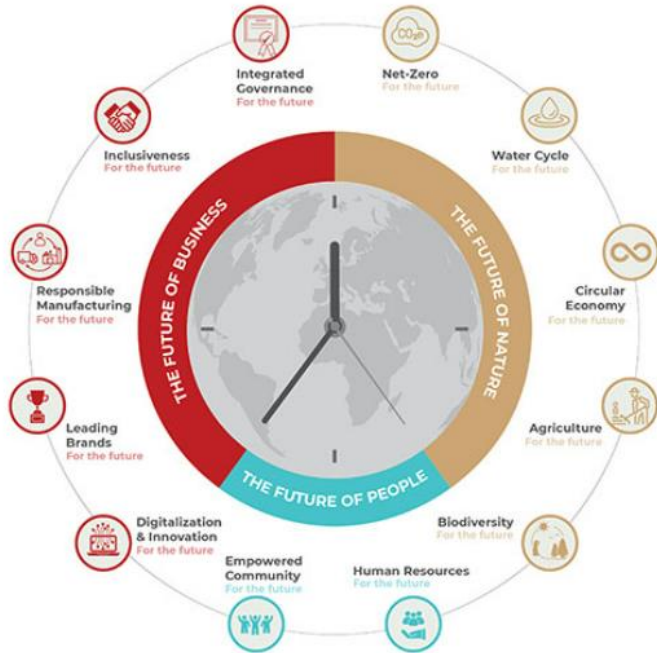 Integrated
Governance
For the future
Net-Zero
For the future
Inclusiveness
For the future
Water Cycle
For the future
THE FUTURE OF BUSINESS
THE FUTURE OF NATURE
THE FUTURE OF PEOPLE
Responsible
Manufacturing
For the future
Circular
Economy
For the future
Leading
Brands
For the future
Agriculture
For the future
Digitalization
& Innovation
For the future
Biodiversity
For the future
Empowered
Community
For the future
Human Resources
For the future
CO₂